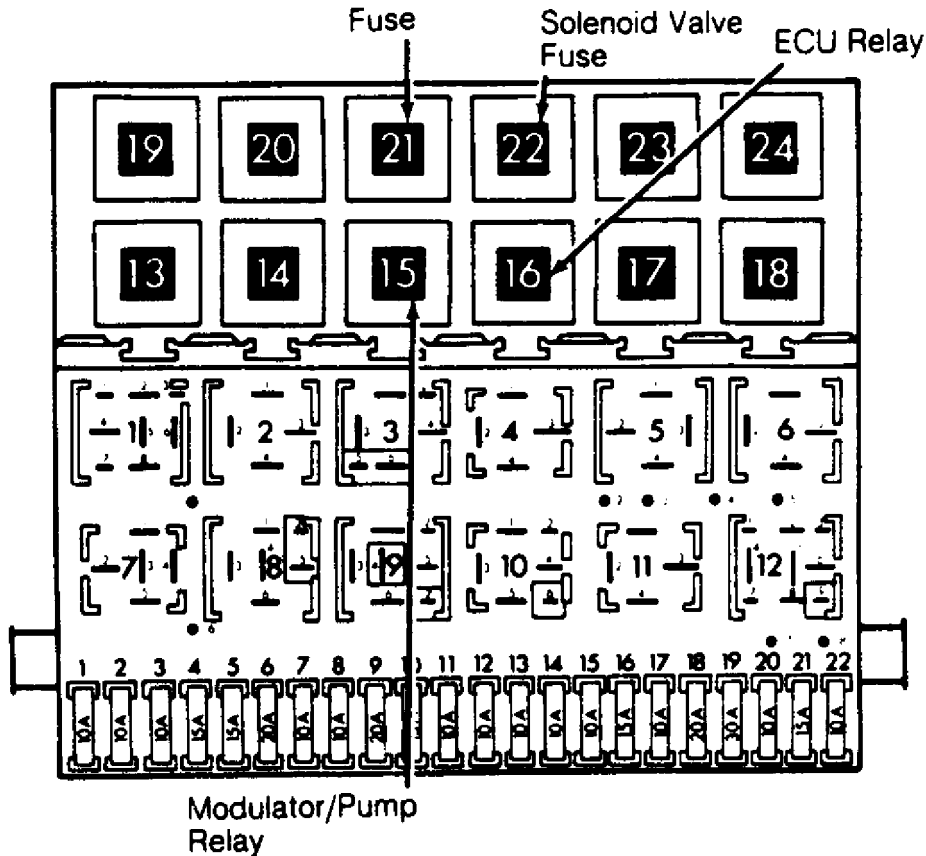 Fuse
Solenoid Valve
Fuse
ECU Relay
19 20 21 22 23 24
13 14 15 16 17 18
1 2 3 4 5 6
7 8 9 10 11 12
1 2 3 4 5 6 7 8 9 10 11 12 13 14 15 16 17 18 19 20 21 22
10A 10A 10A 15A 15A 20A 10A 10A 20A 10A 10A 10A 10A 10A 15A 10A 20A 30A 10A 15A 10A
Modulator/Pump
Relay